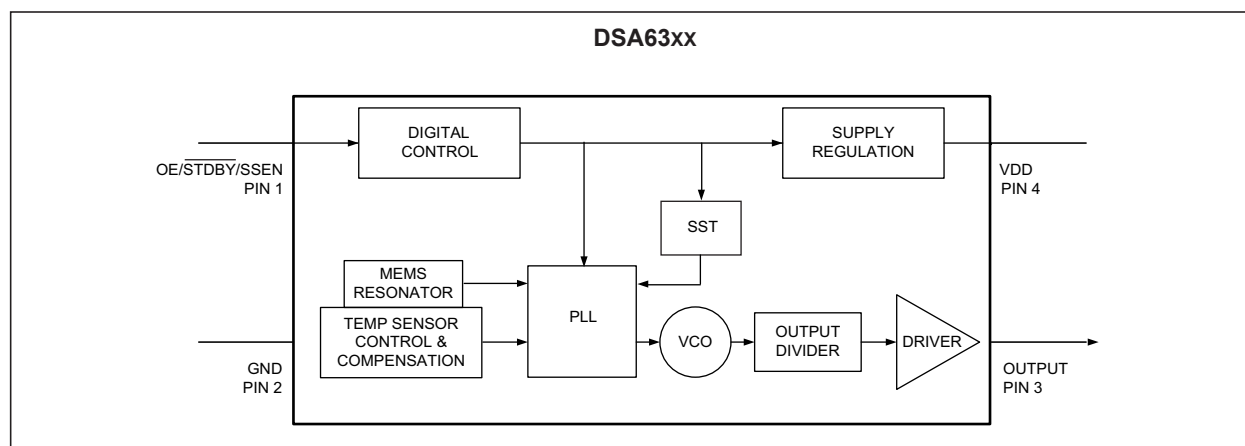 DSA63xx
DIGITAL
CONTROL
SUPPLY
REGULATION
OE/STDBY/SSEN
PIN 1
VDD
PIN 4
SST
MEMS
RESONATOR
TEMP SENSOR
CONTROL &
COMPENSATION
PLL
VCO
OUTPUT
DIVIDER
DRIVER
GND
PIN 2
OUTPUT
PIN 3